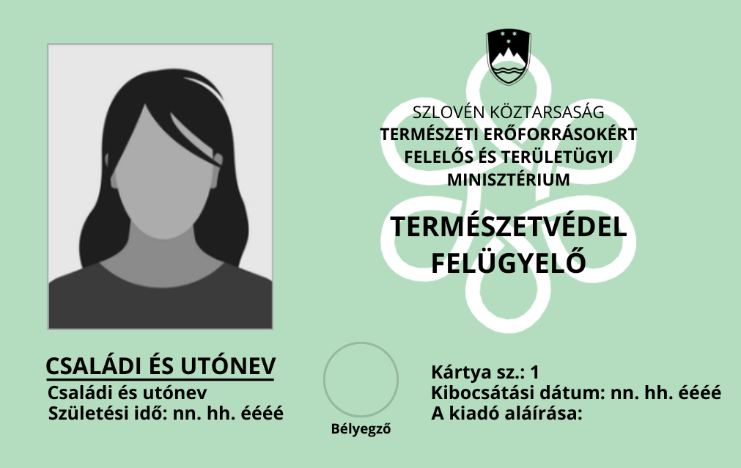 SZLOVÉN KÖZTARSASÁG
TERMÉSZETI ERŐFORRÁSOKÉRT
FELELŐS ÉS TERÜLETÜGYI
MINISZTÉRIUM
TERMÉSZETVÉDEL
FELÜGYELŐ
CSALÁDI ÉS UTÓNEV
Családi és utónev
Születési idő: nn. hh. éééé
Bélyegző
Kártya sz.: 1
Kibocsátási dátum: nn. hh. éééé
A kiadó aláírása: